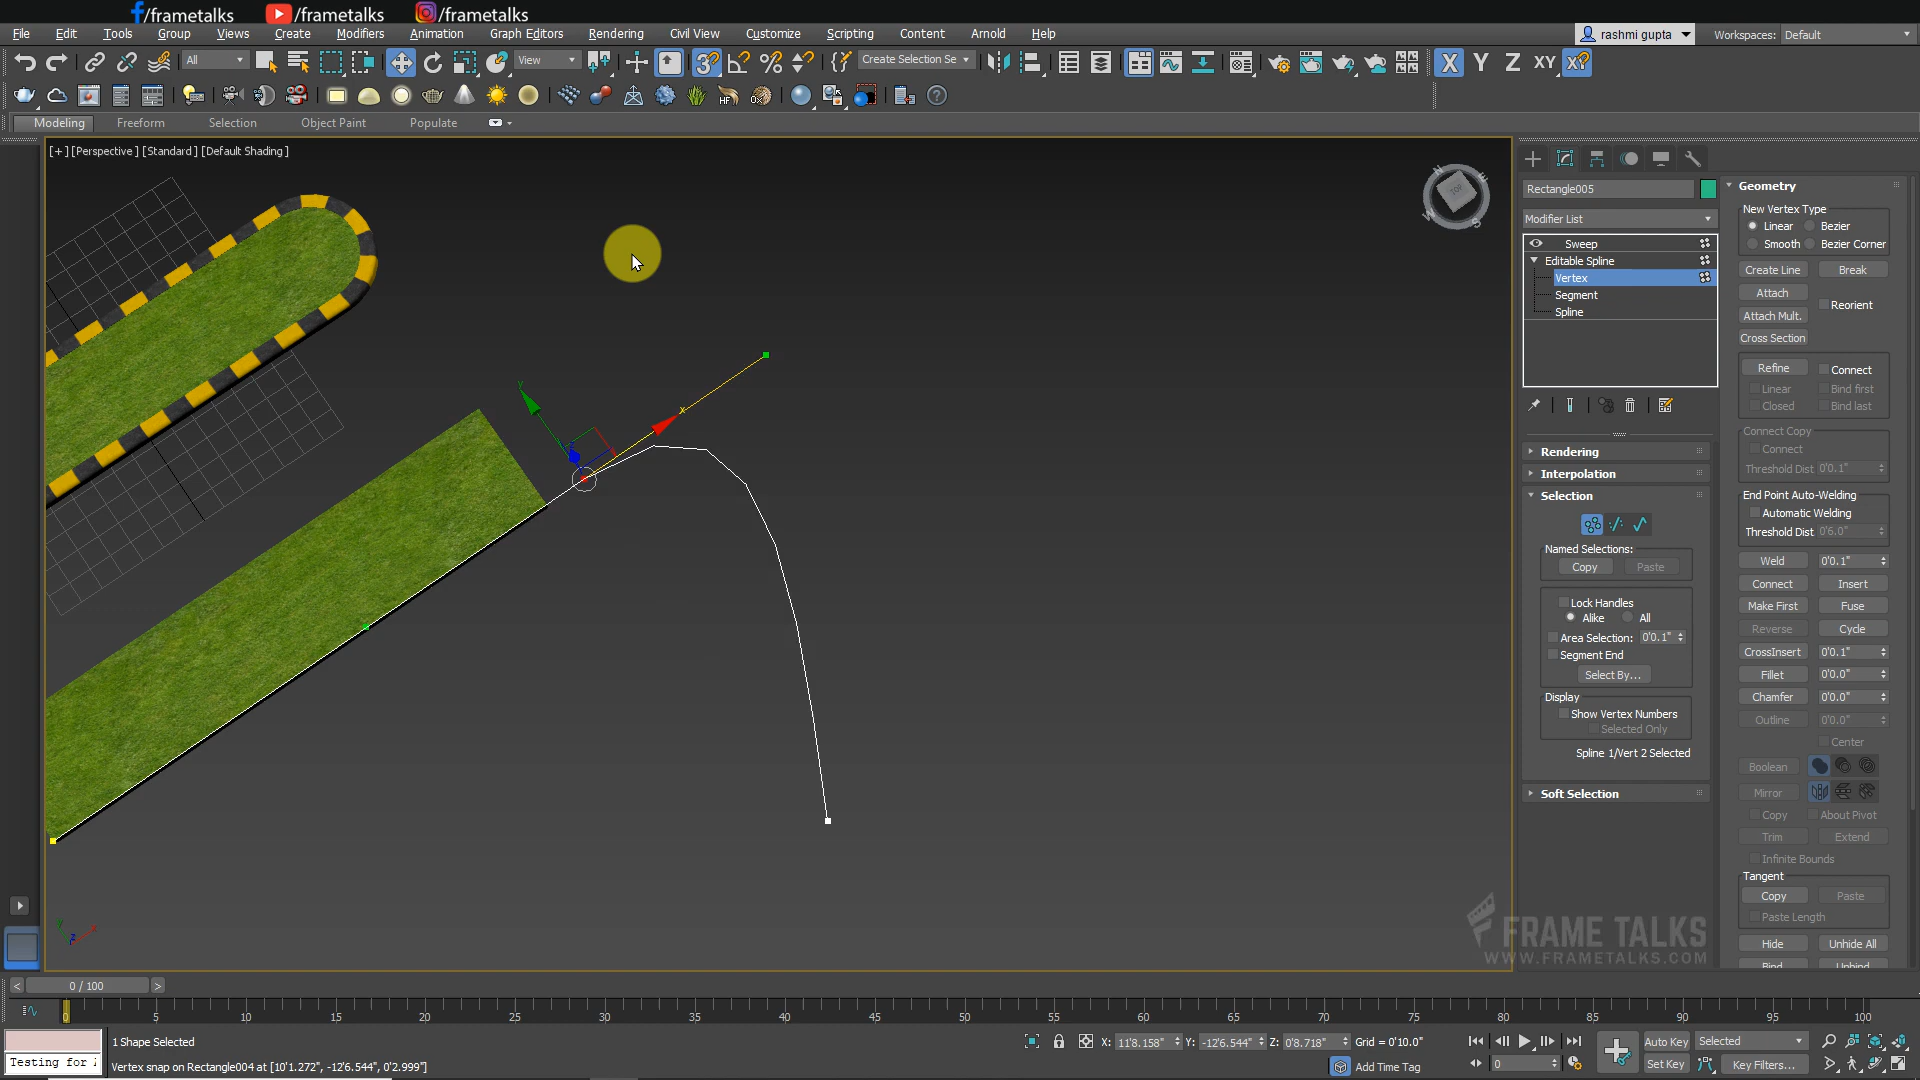 /frametalks /frametalks /frametalks
File Edit Tools Group Views Create Modifiers Animation Graph Editors Rendering Civil View Customize Scripting Content Arnold Help rashmi gupta Workspaces: Default
All View Create Selection Se X Y Z XY
Modeling Freeform Selection Object Paint Populate
[+] [Perspective] [Standard] [Default Shading]
Rectangle005
Modifier List
Sweep
Editable Spline
Vertex
Segment
Spline
Rendering
Interpolation
Selection
Named Selections:
Copy Paste
Lock Handles
Alike All
Area Selection: 0'0.1"
Segment End
Select By...
Display
Show Vertex Numbers
Selected Only
Spline 1/Vert 2 Selected
Soft Selection
Geometry
New Vertex Type
Linear Bezier
Smooth Bezier Corner
Create Line Break
Attach
Reorient
Attach Mult.
Cross Section
Refine Connect
Linear Bind first
Closed Bind last
Connect Copy
Connect
Threshold Dist 0'0.1"
End Point Auto-Welding
Automatic Welding
Threshold Dist 0'6.0"
Weld 0'0.1"
Connect Insert
Make First Fuse
Reverse Cycle
CrossInsert 0'0.1"
Fillet 0'0.0"
Chamfer 0'0.0"
Outline 0'0.0"
Center
Boolean
Mirror
Copy About Pivot
Trim Extend
Infinite Bounds
Tangent
Copy Paste
Paste Length
Hide Unhide All
Bind Unbind
FRAME TALKS
WWW.FRAMETALKS.COM
< 0 / 100 >
0 5 10 15 20 25 30 35 40 45 50 55 60 65 70 75 80 85 90 95 100
1 Shape Selected X: 11'8.158" Y: -12'6.544" Z: 0'8.718" Grid = 0'10.0" Auto Key Selected
Testing for Vertex snap on Rectangle004 at [10'1.272", -12'6.544", 0'2.999"] Add Time Tag 0 Set Key Key Filters...